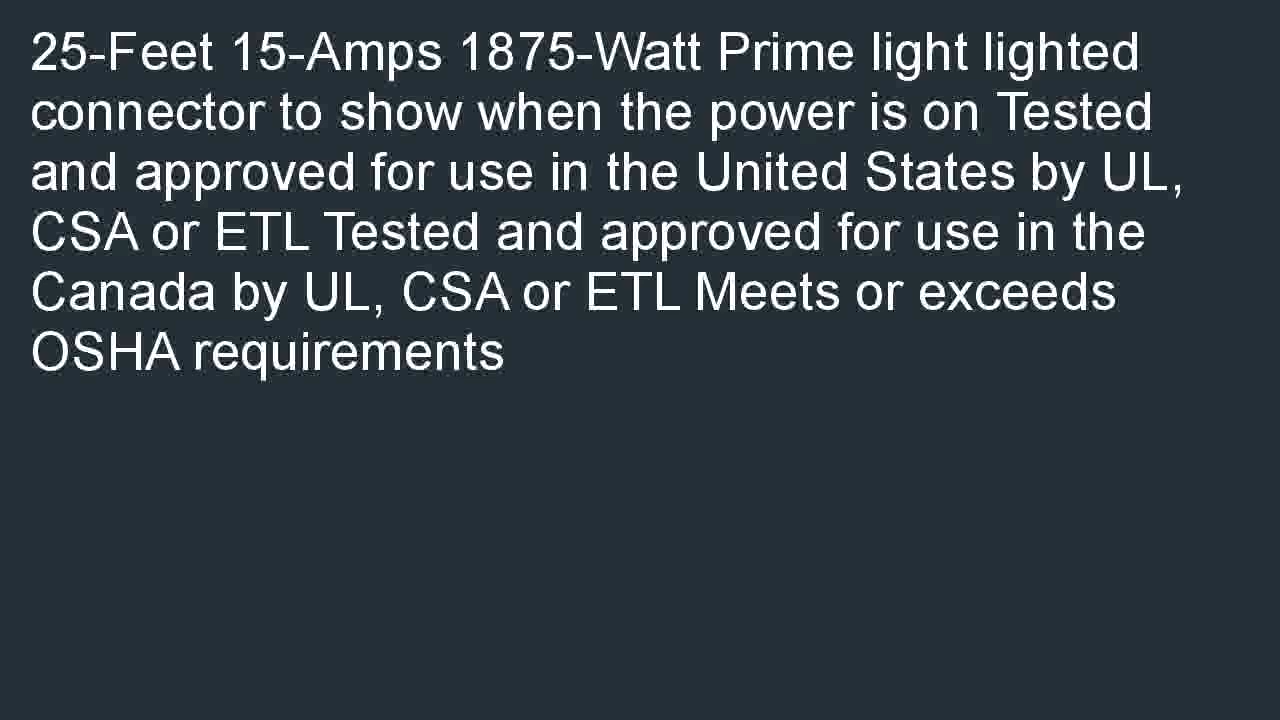 25-Feet 15-Amps 1875-Watt Prime light lighted
connector to show when the power is on Tested
and approved for use in the United States by UL,
CSA or ETL Tested and approved for use in the
Canada by UL, CSA or ETL Meets or exceeds
OSHA requirements